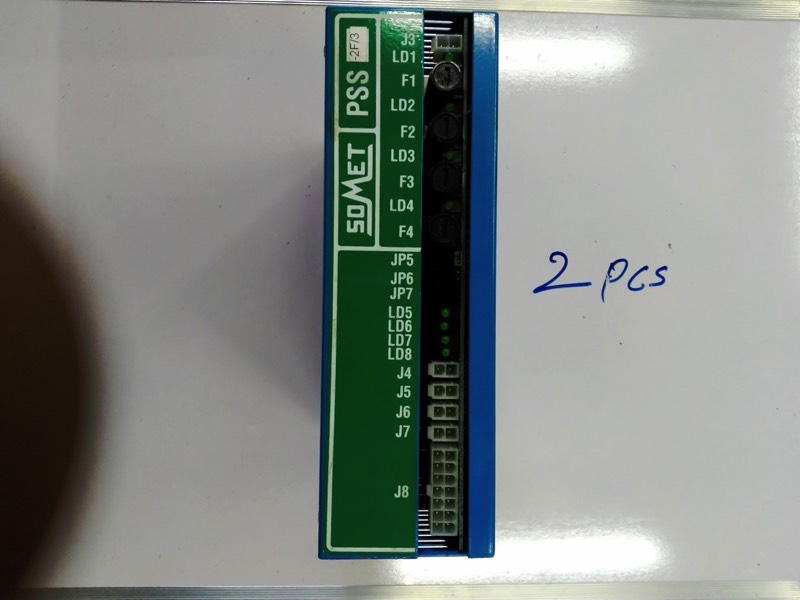 PSS -2F/3
SOMET
J3
LD1
F1
LD2
F2
LD3
F3
LD4
F4
JP5
JP6
JP7
LD5
LD6
LD7
LD8
J4
J5
J6
J7
J8
2 pcs